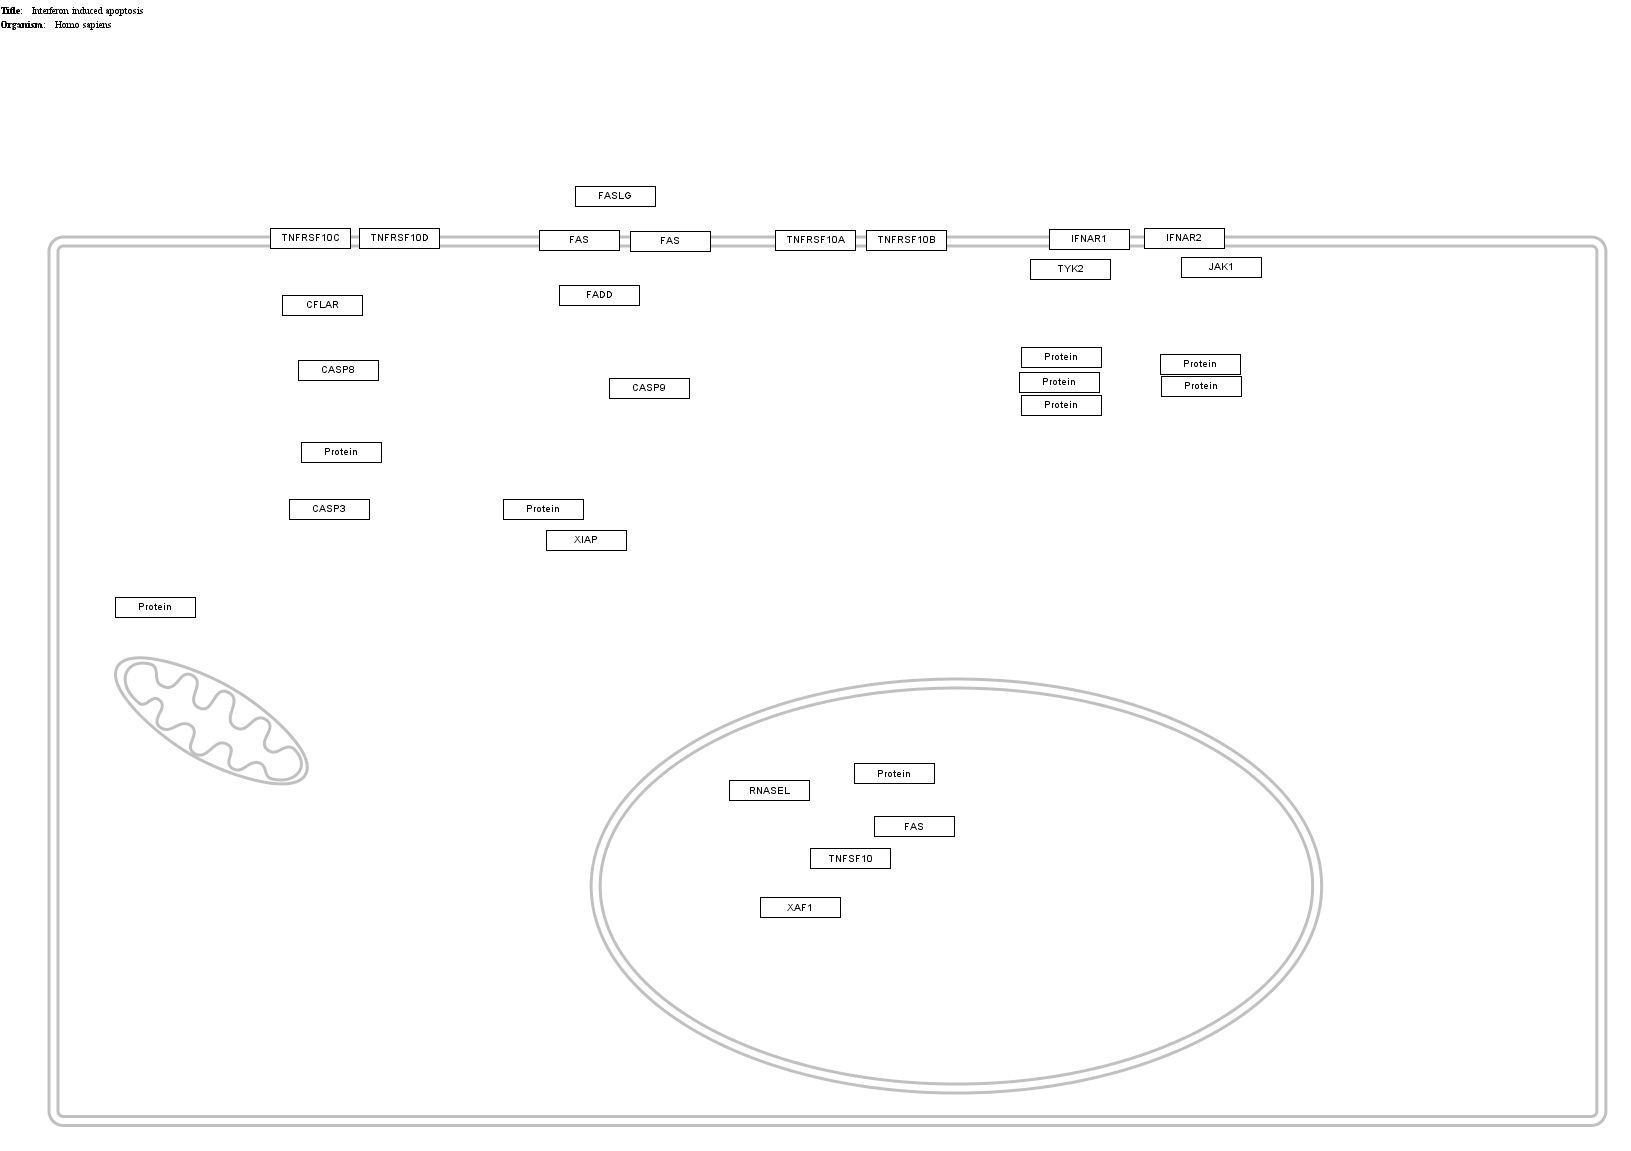 Title: Interferon induced apoptosis
Organism: Homo sapiens
FASLG
TNFRSF10C
TNFRSF10D
FAS
FAS
TNFRSF10A
TNFRSF10B
IFNAR1
IFNAR2
TYK2
JAK1
CFLAR
FADD
CASP8
CASP9
Protein
Protein
Protein
Protein
Protein
Protein
CASP3
Protein
XIAP
Protein
Protein
RNASEL
FAS
TNFSF10
XAF1